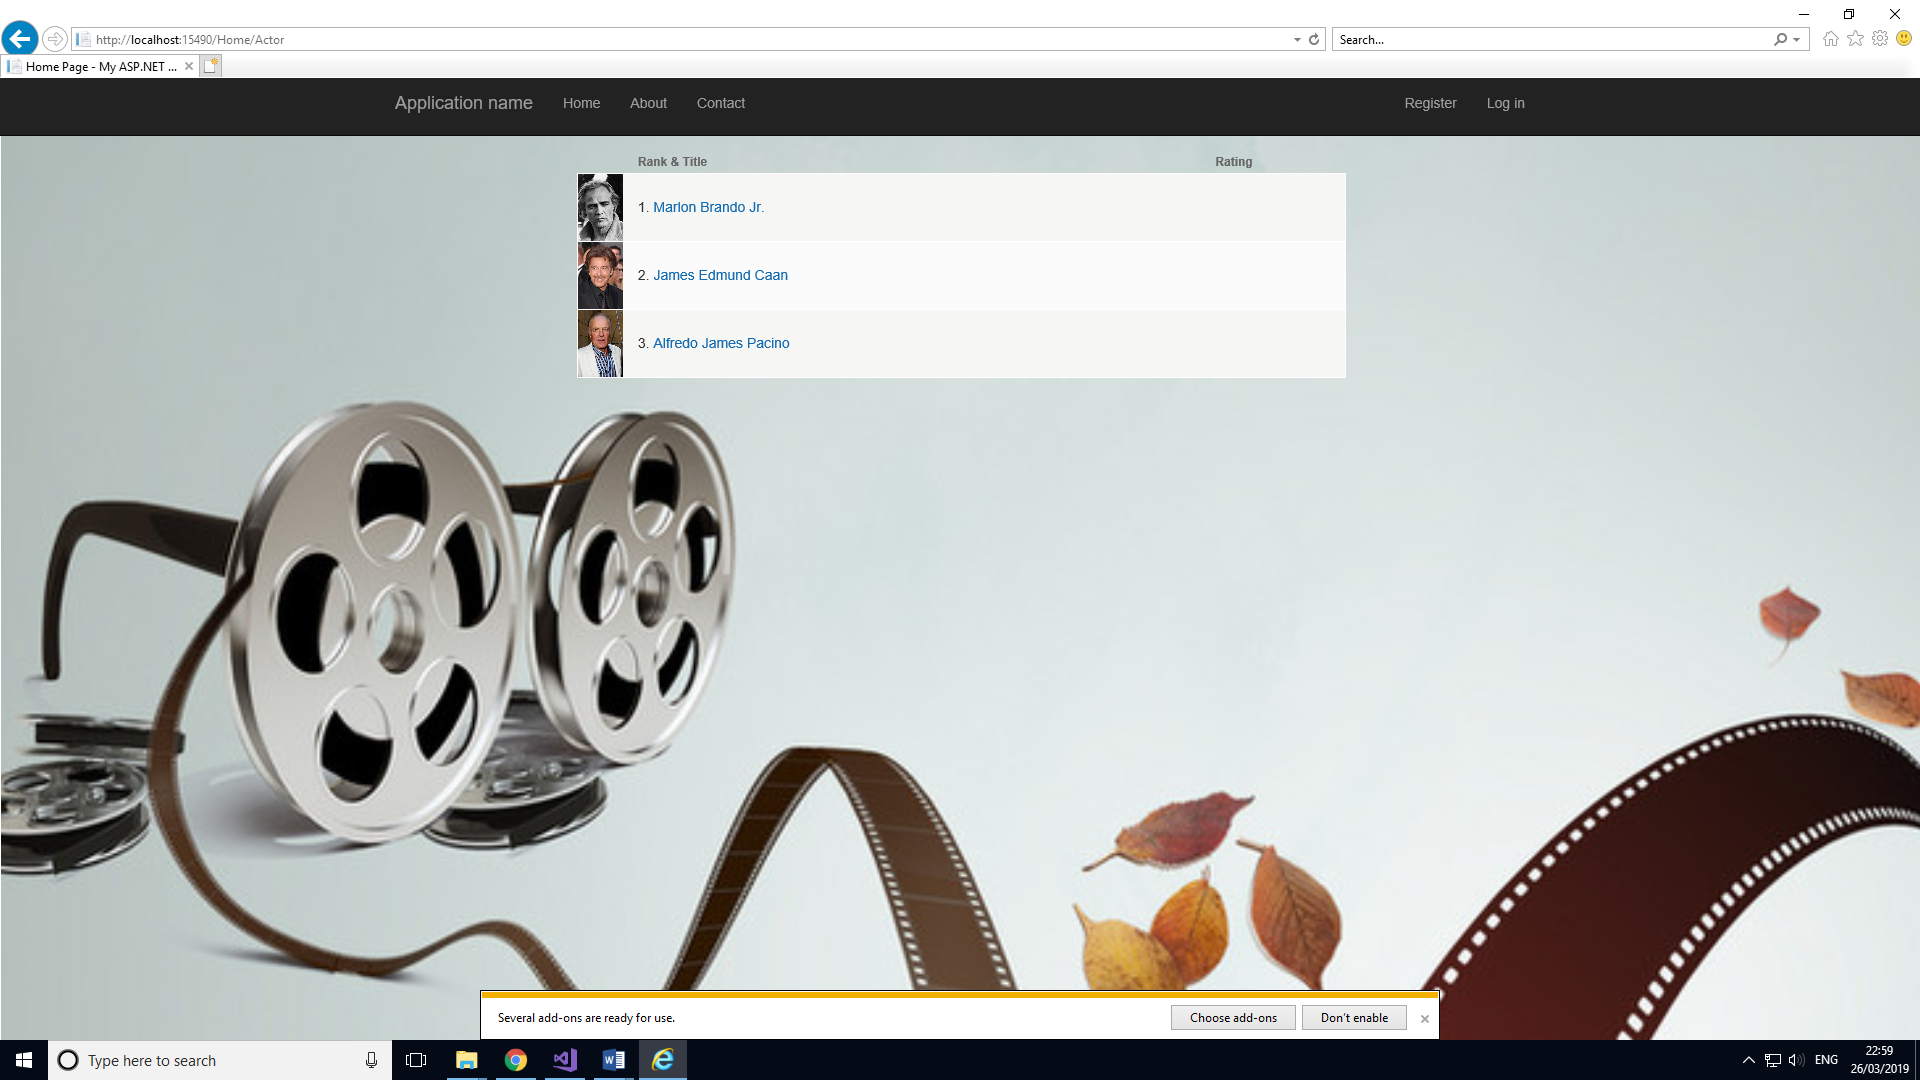 http://localhost:15490/Home/Actor
Search...
Home Page - My ASP.NET ...
Application name Home About Contact Register Log in
Rank & Title Rating
1. Marlon Brando Jr.
2. James Edmund Caan
3. Alfredo James Pacino
Several add-ons are ready for use. Choose add-ons Don't enable
Type here to search
ENG
22:59
26/03/2019